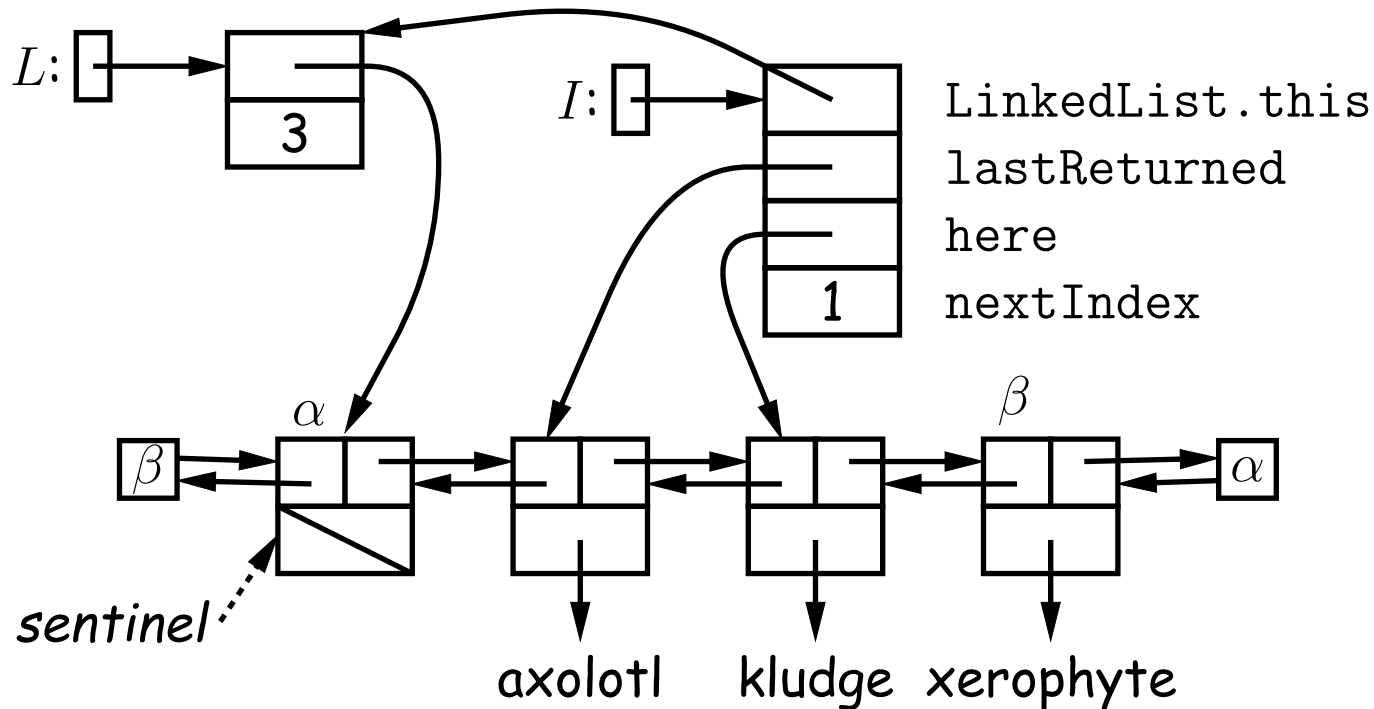 L:
3
I:
LinkedList.this
lastReturned
here
1 nextIndex
α
β
β
α
sentinel
axolotl kludge xerophyte